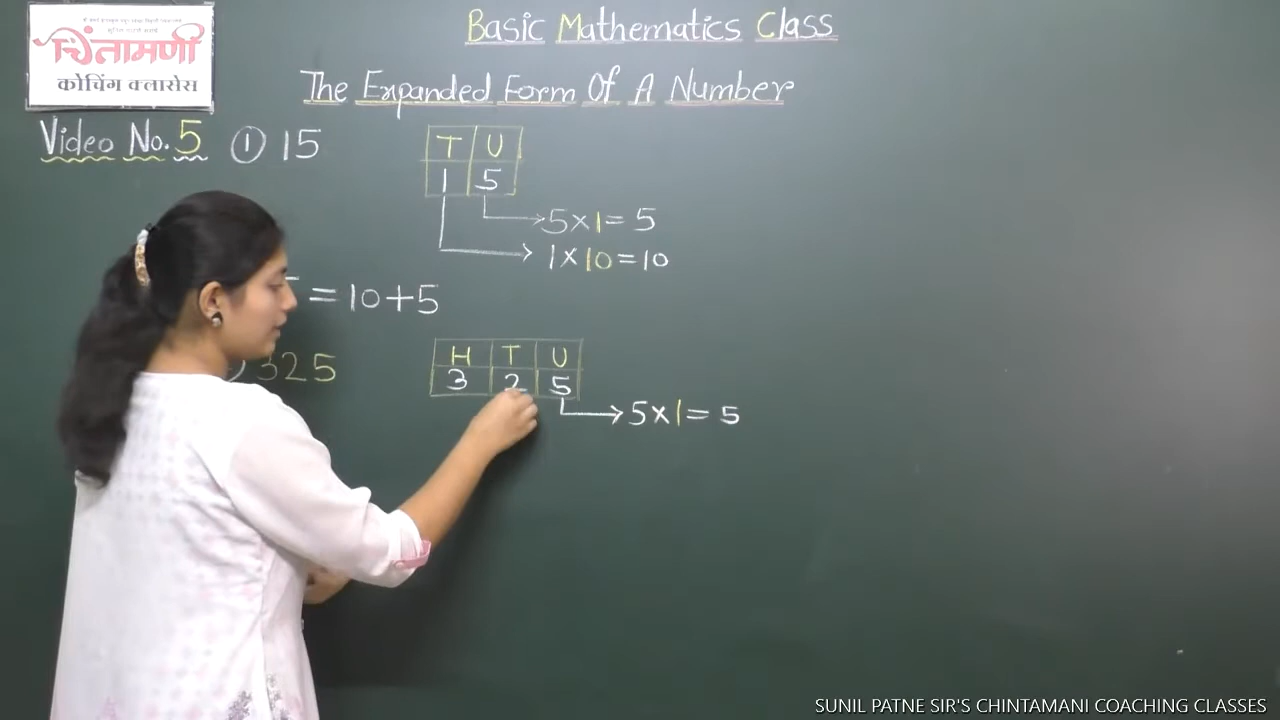 चिंतामणी
कोचिंग क्लासेस
Basic Mathematics Class
The Expanded Form Of A Number
Video No. 5
① 15
T U
1 5
5×1= 5
1×10=10
= 10+5
325
H T U
3 2 5
5×1= 5
SUNIL PATNE SIR'S CHINTAMANI COACHING CLASSES